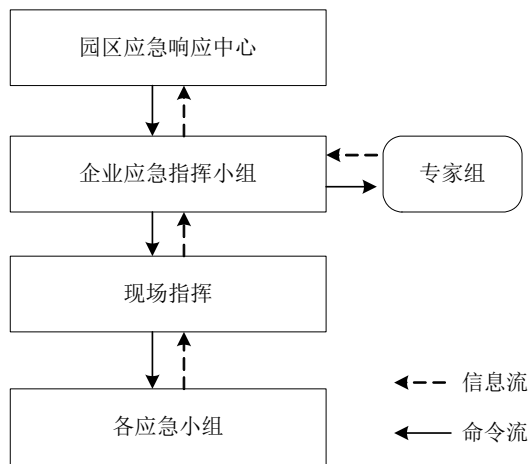 园区应急响应中心
企业应急指挥小组
专家组
现场指挥
信息流
各应急小组
命令流